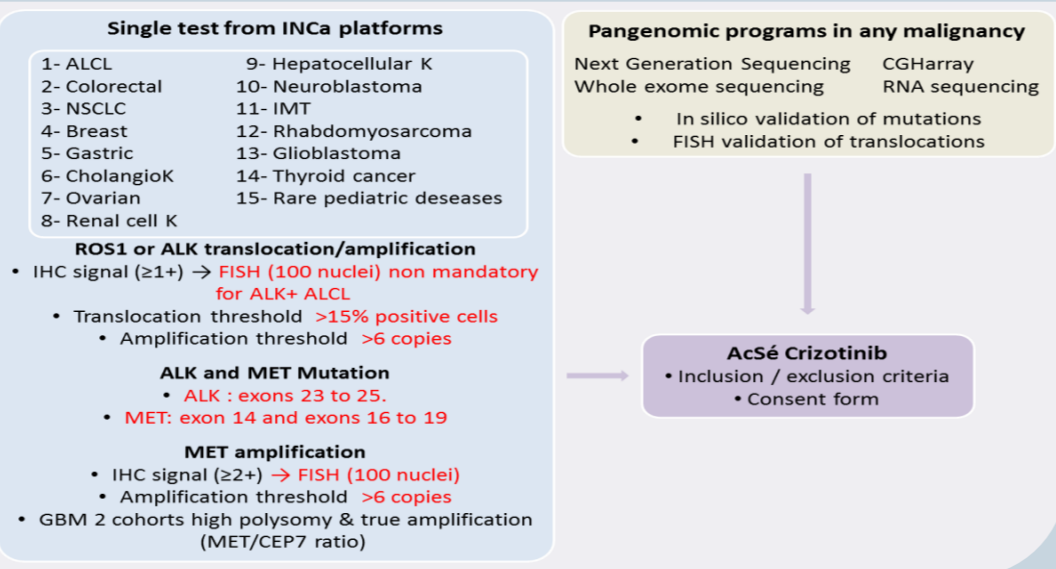 Single test from INCa platforms
1- ALCL
2- Colorectal
3- NSCLC
4- Breast
5- Gastric
6- CholangioK
7- Ovarian
8- Renal cell K
9- Hepatocellular K
10- Neuroblastoma
11- IMT
12- Rhabdomyosarcoma
13- Glioblastoma
14- Thyroid cancer
15- Rare pediatric deseases
ROS1 or ALK translocation/amplification
• IHC signal (≥1+) → FISH (100 nuclei) non mandatory
for ALK+ ALCL
• Translocation threshold >15% positive cells
• Amplification threshold >6 copies
ALK and MET Mutation
• ALK : exons 23 to 25.
• MET: exon 14 and exons 16 to 19
MET amplification
• IHC signal (≥2+) → FISH (100 nuclei)
• Amplification threshold >6 copies
• GBM 2 cohorts high polysomy & true amplification
(MET/CEP7 ratio)
Pangenomic programs in any malignancy
Next Generation Sequencing CGHarray
Whole exome sequencing RNA sequencing
• In silico validation of mutations
• FISH validation of translocations
AcSé Crizotinib
• Inclusion / exclusion criteria
• Consent form